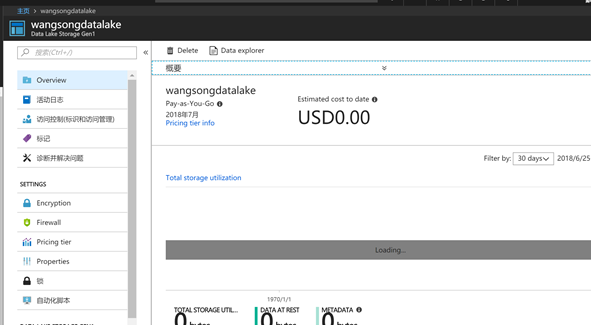 主页 > wangsongdatalake
wangsongdatalake
Data Lake Storage Gen1
搜索(Ctrl+/)
«
Delete
Data explorer
概要
Overview
活动日志
访问控制(标识和访问管理)
标记
诊断并解决问题
SETTINGS
Encryption
Firewall
Pricing tier
Properties
锁
自动化脚本
wangsongdatalake
Pay-as-You-Go
2018年7月
Pricing tier info
Estimated cost to date
USD0.00
Filter by: 30 days 2018/6/25
Total storage utilization
Loading...
1970/1/1
TOTAL STORAGE UTIL...
0 bytes
DATA AT REST
0 bytes
METADATA
0 bytes